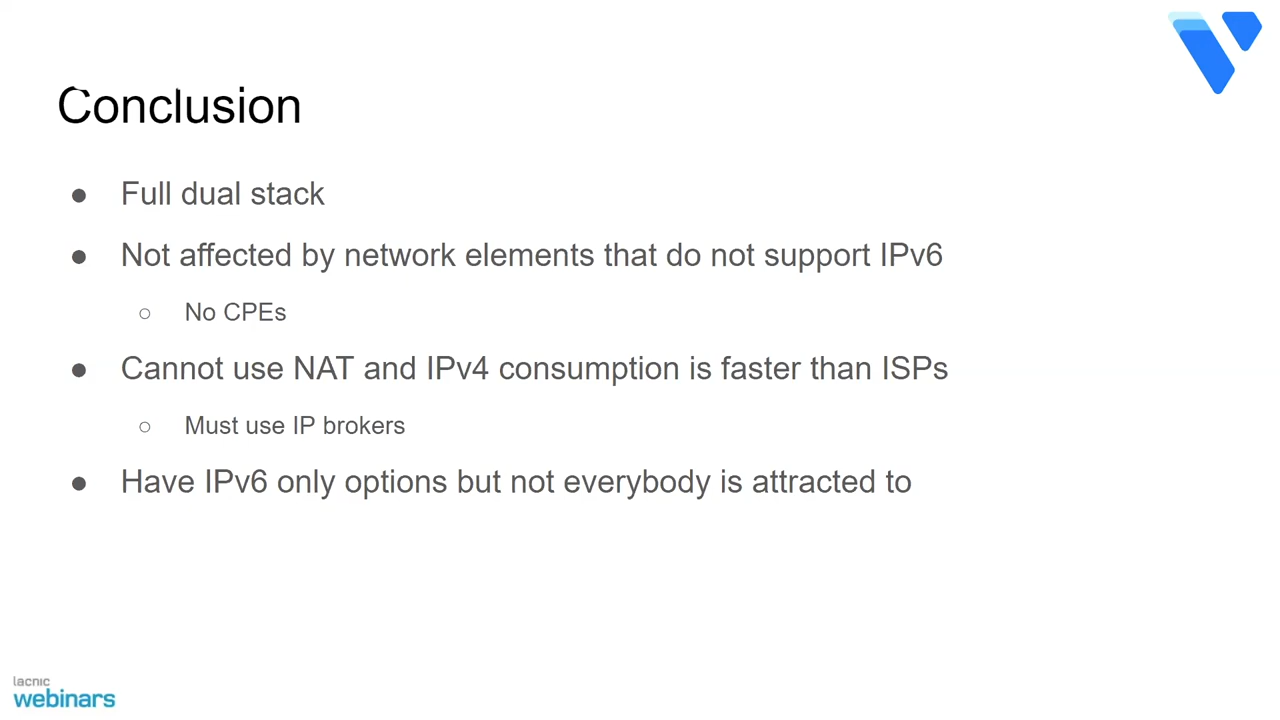 Conclusion
● Full dual stack
● Not affected by network elements that do not support IPv6
○ No CPEs
● Cannot use NAT and IPv4 consumption is faster than ISPs
○ Must use IP brokers
● Have IPv6 only options but not everybody is attracted to
lacnic
webinars